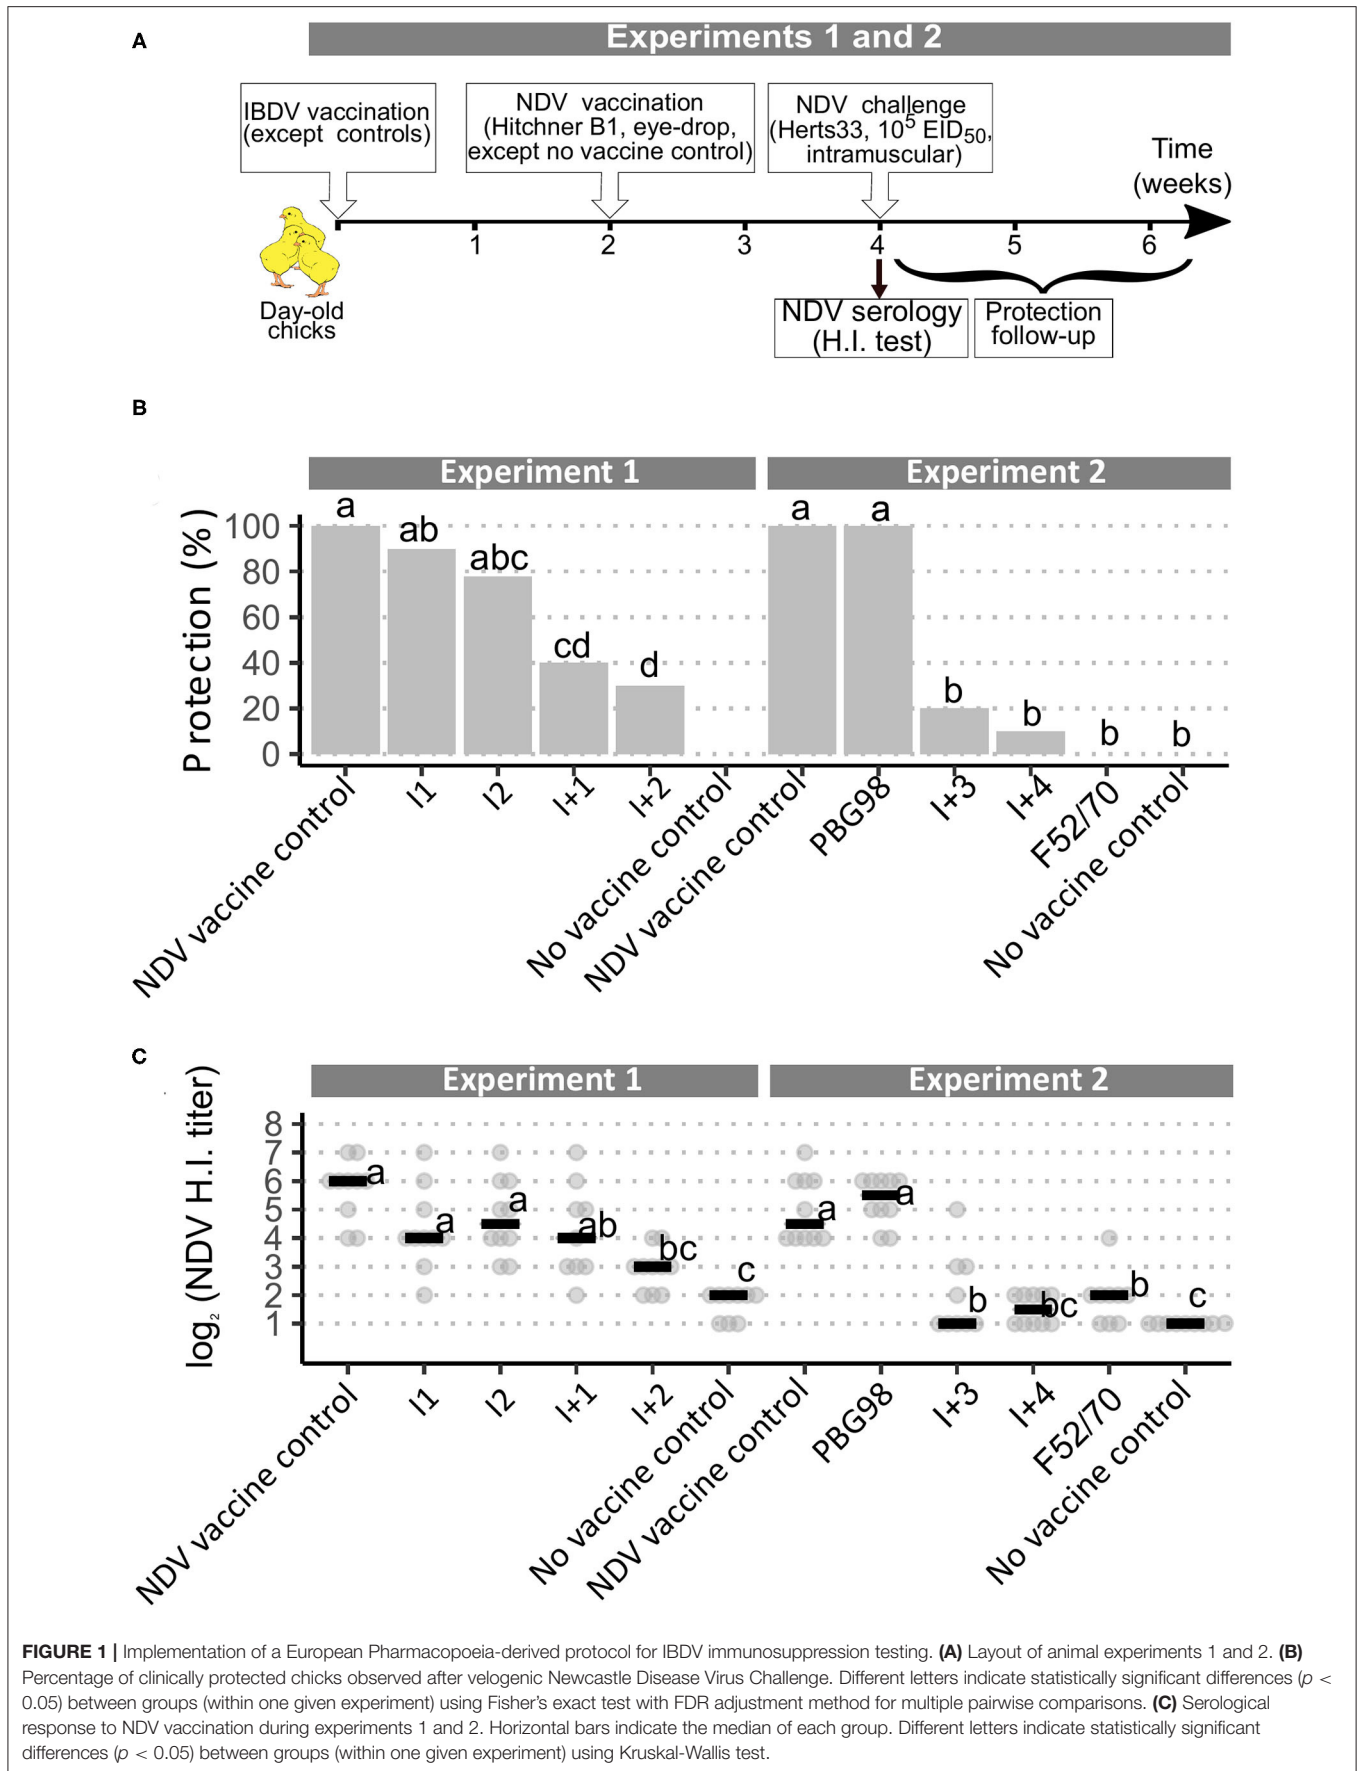 A
Experiments 1 and 2
IBDV vaccination
(except controls)
NDV vaccination
(Hitchner B1, eye-drop,
except no vaccine control)
NDV challenge
(Herts33, 10⁵ EID₅₀,
intramuscular)
Time
(weeks)
1 2 3 4 5 6
Day-old
chicks
NDV serology
(H.I. test)
Protection
follow-up
B
Experiment 1 Experiment 2
Protection (%)
100
80
60
40
20
0
a ab abc cd d a a b b b b
NDV vaccine control
I1
I2
I+1
I+2
No vaccine control
NDV vaccine control
PBG98
I+3
I+4
F52/70
No vaccine control
C
Experiment 1 Experiment 2
log₂ (NDV H.I. titer)
8
7
6
5
4
3
2
1
a a a ab bc c a a b bc b c
NDV vaccine control
I1
I2
I+1
I+2
No vaccine control
NDV vaccine control
PBG98
I+3
I+4
F52/70
No vaccine control
FIGURE 1 | Implementation of a European Pharmacopoeia-derived protocol for IBDV immunosuppression testing. (A) Layout of animal experiments 1 and 2. (B)
Percentage of clinically protected chicks observed after velogenic Newcastle Disease Virus Challenge. Different letters indicate statistically significant differences (p <
0.05) between groups (within one given experiment) using Fisher's exact test with FDR adjustment method for multiple pairwise comparisons. (C) Serological
response to NDV vaccination during experiments 1 and 2. Horizontal bars indicate the median of each group. Different letters indicate statistically significant
differences (p < 0.05) between groups (within one given experiment) using Kruskal-Wallis test.